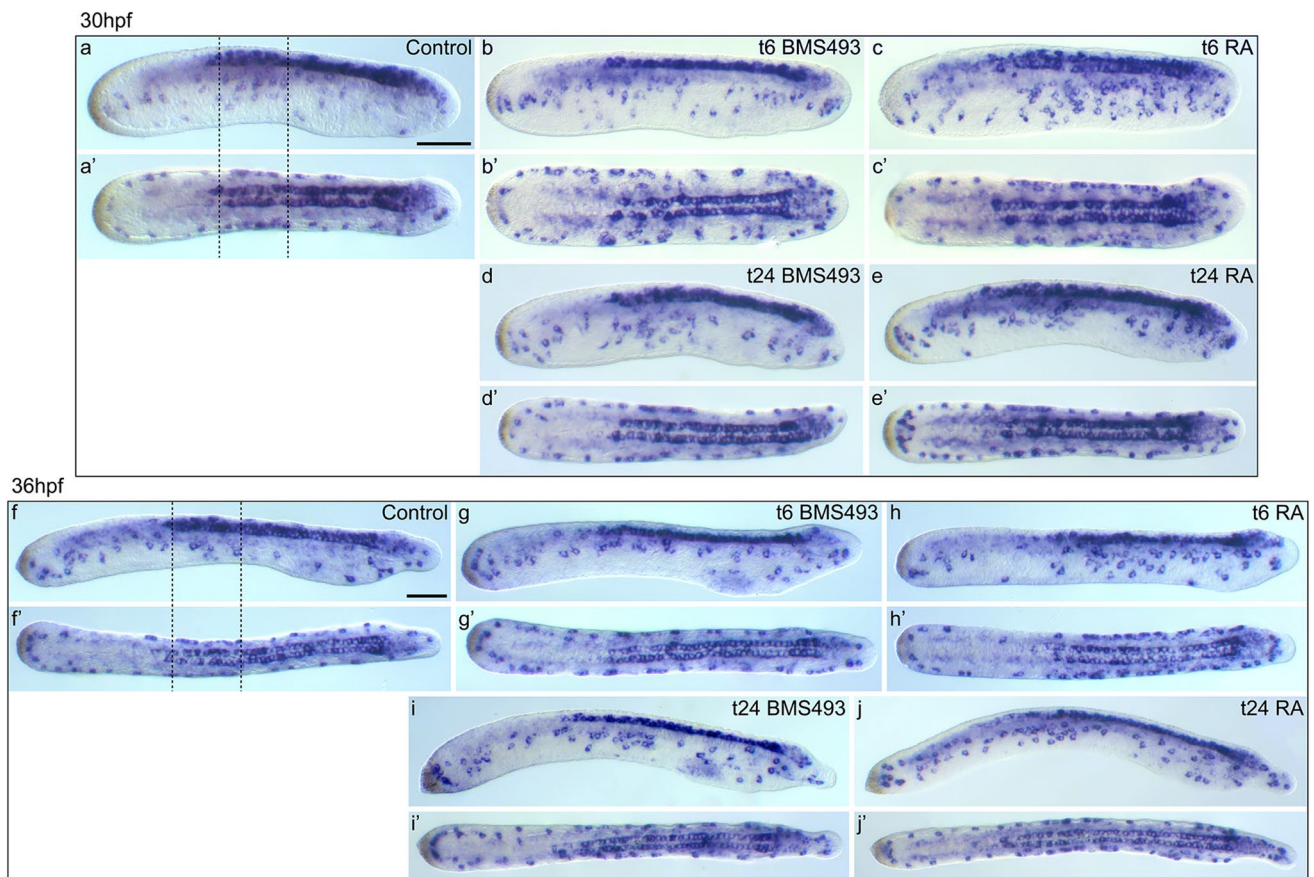 30hpf
a Control b t6 BMS493 c t6 RA
a’ b’ c’
d t24 BMS493 e t24 RA
d’ e’
36hpf
f Control g t6 BMS493 h t6 RA
f’ g’ h’
i t24 BMS493 j t24 RA
i’ j’